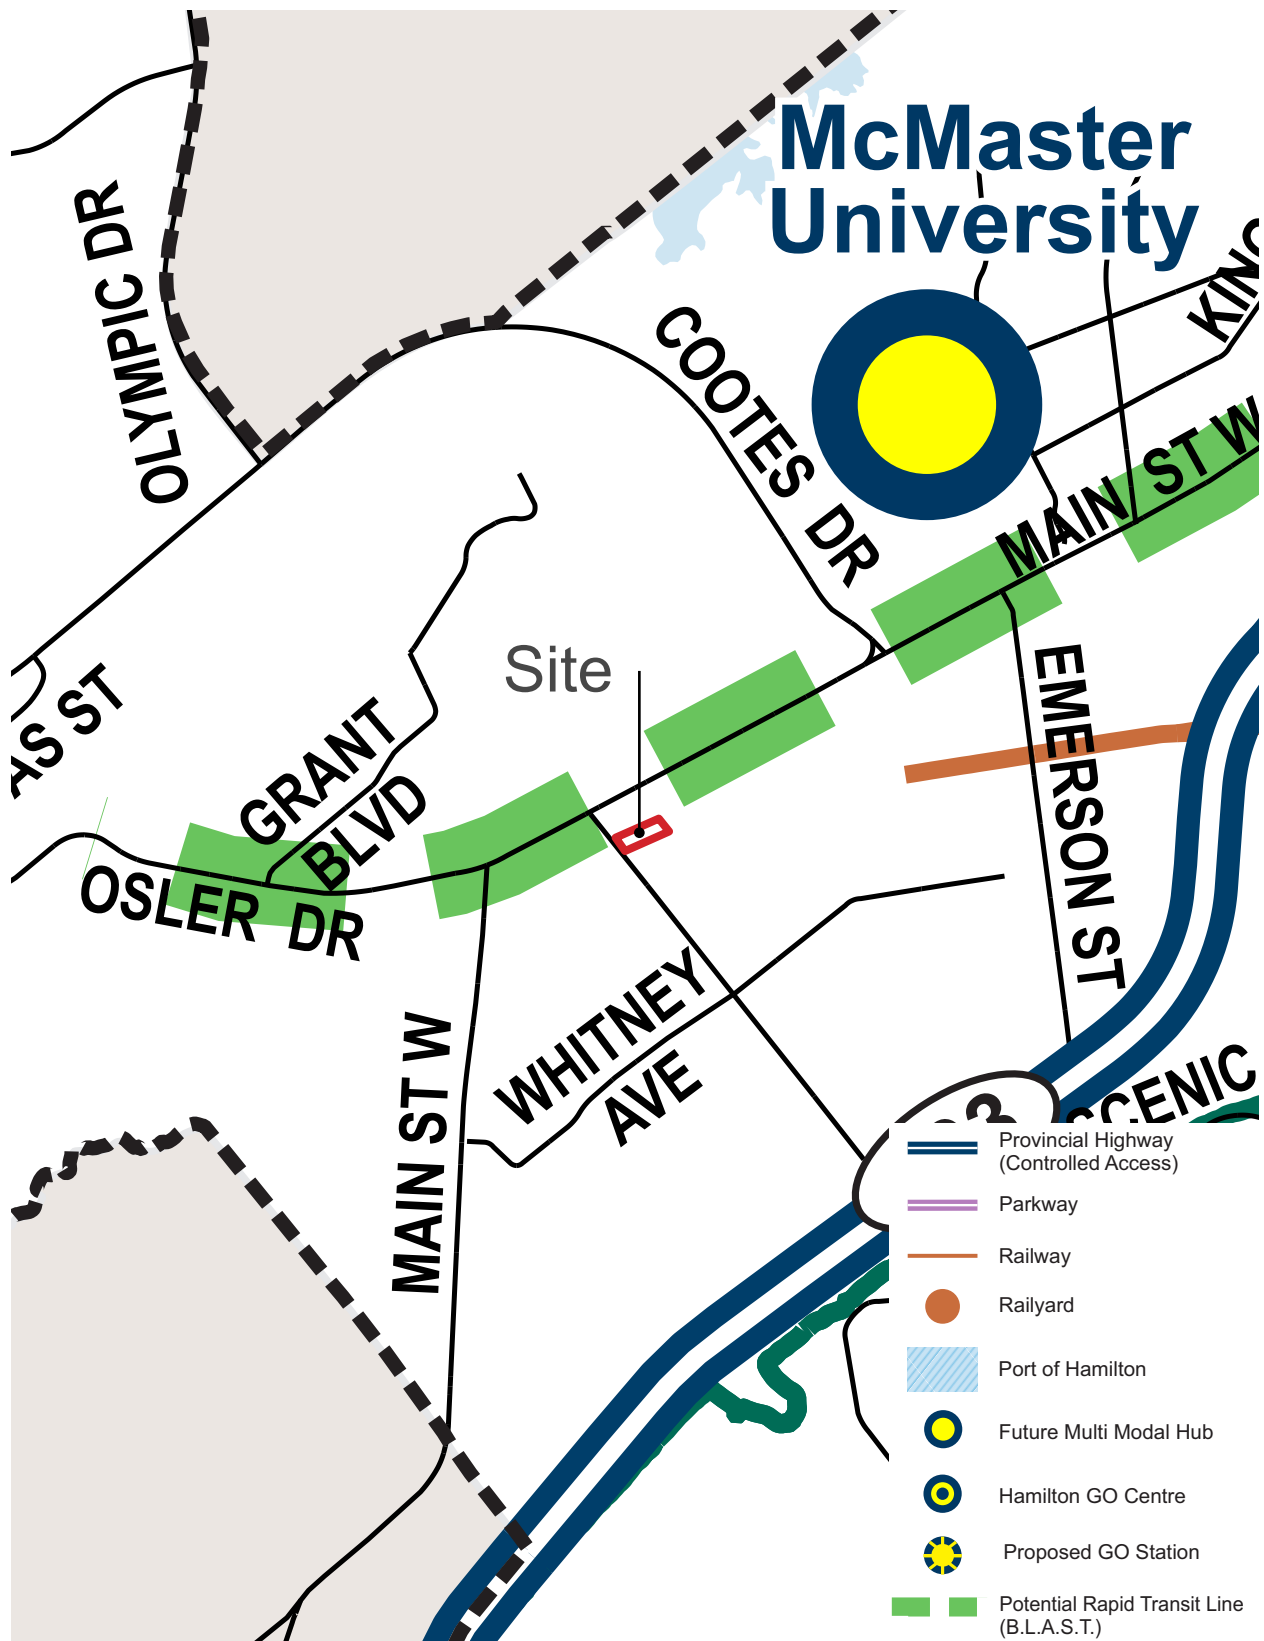 McMaster
University
OLYMPIC DR
COOTES DR
MAIN ST W
Site
AS ST
GRANT
BLVD
OSLER DR
EMERSON ST
WHITNEY
AVE
MAIN ST W
Provincial Highway
(Controlled Access)
Parkway
Railway
Railyard
Port of Hamilton
Future Multi Modal Hub
Hamilton GO Centre
Proposed GO Station
Potential Rapid Transit Line
(B.L.A.S.T.)